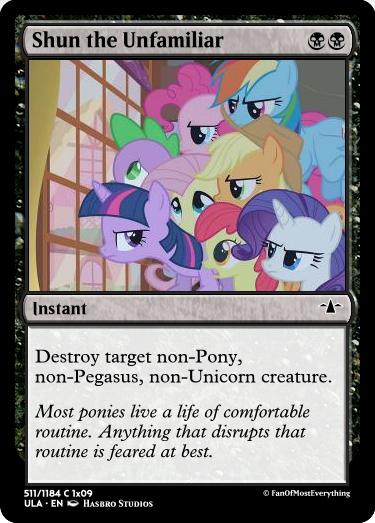 Shun the Unfamiliar
Instant
Destroy target non-Pony,
non-Pegasus, non-Unicorn creature.
Most ponies live a life of comfortable
routine. Anything that disrupts that
routine is feared at best.
511/1184 C 1x09
ULA • EN Hasbro Studios
© FanOfMostEverything